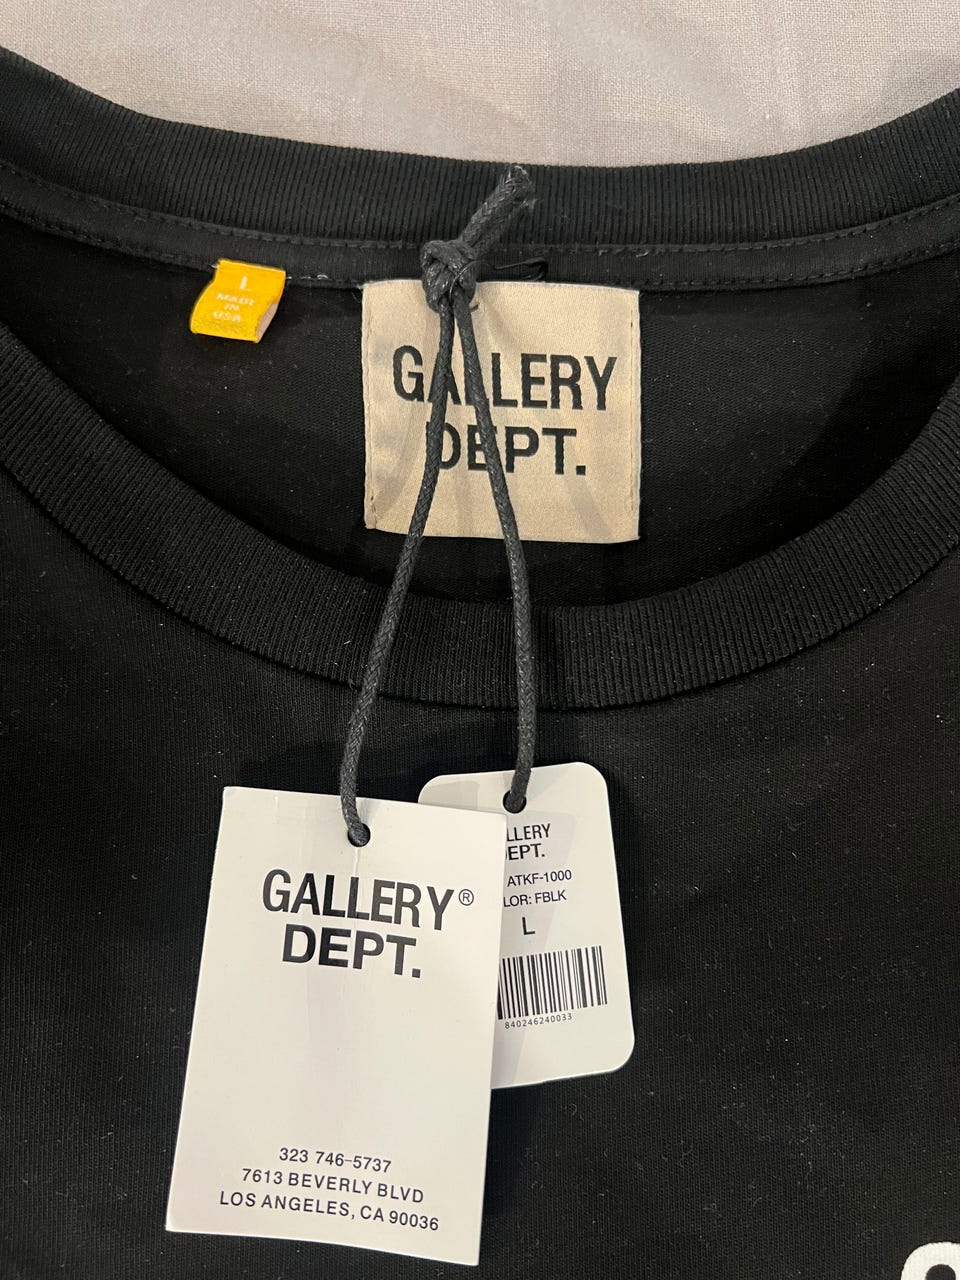 L
MADE
IN
USA
GALLERY
DEPT.
GALLERY®
DEPT.
323 746-5737
7613 BEVERLY BLVD
LOS ANGELES, CA 90036
LLERY
EPT.
ATKF-1000
LOR: FBLK
L
840246240033